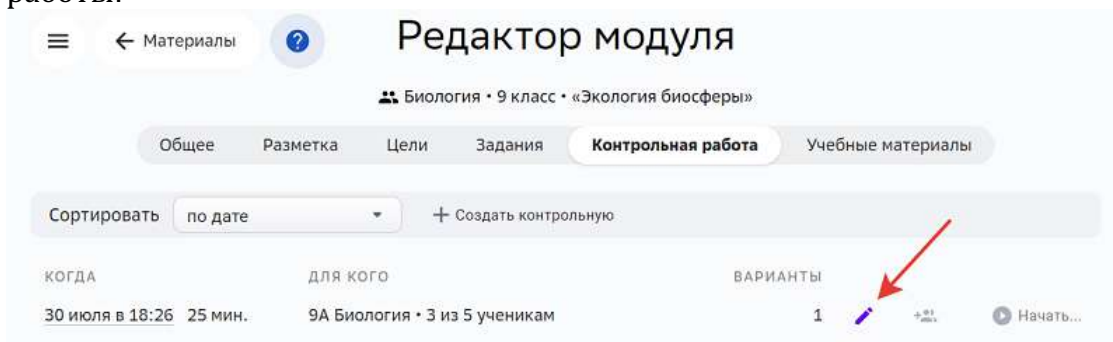 работы.
← Материалы ? Редактор модуля
Биология • 9 класс • «Экология биосферы»
Общее Разметка Цели Задания Контрольная работа Учебные материалы
Сортировать по дате + Создать контрольную
КОГДА ДЛЯ КОГО ВАРИАНТЫ
30 июля в 18:26 25 мин. 9А Биология • 3 из 5 ученикам 1 Начать...